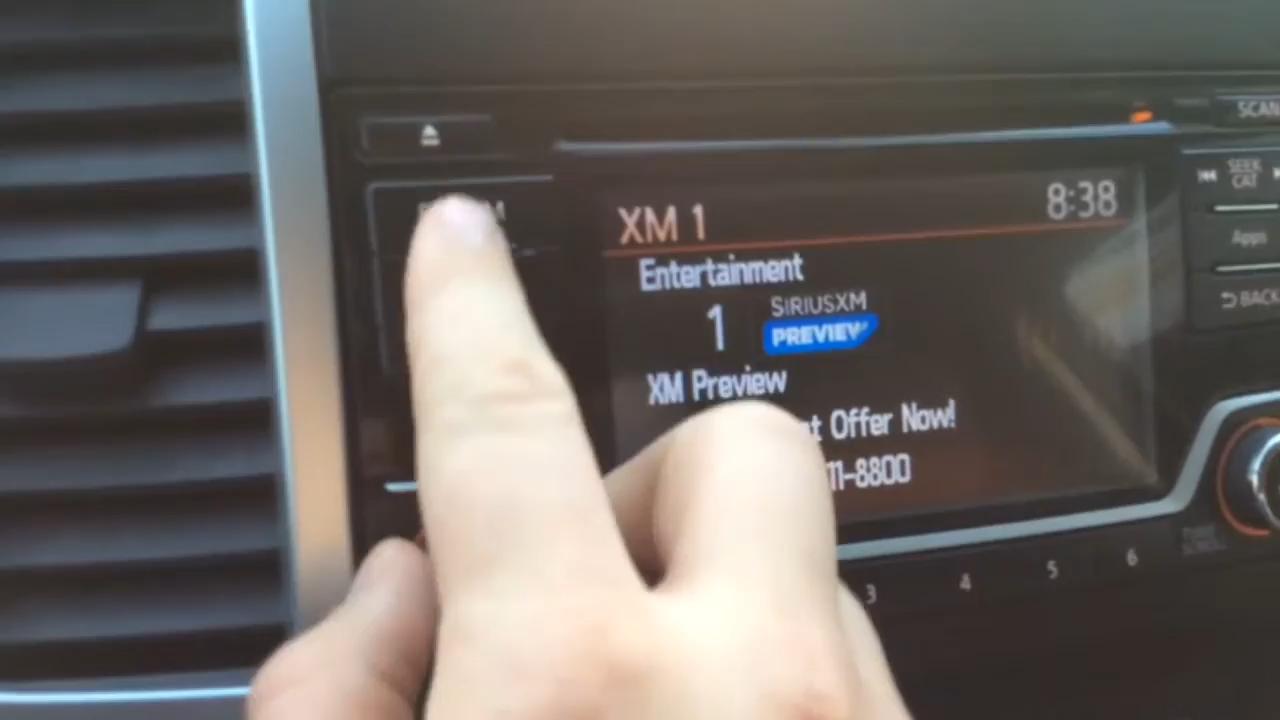 SCAN
SEEK
CAT
Apps
BACK
XM 1 8:38
Entertainment
1 SIRIUSXM
PREVIEW
XM Preview
Offer Now!
11-8800
3 4 5 6